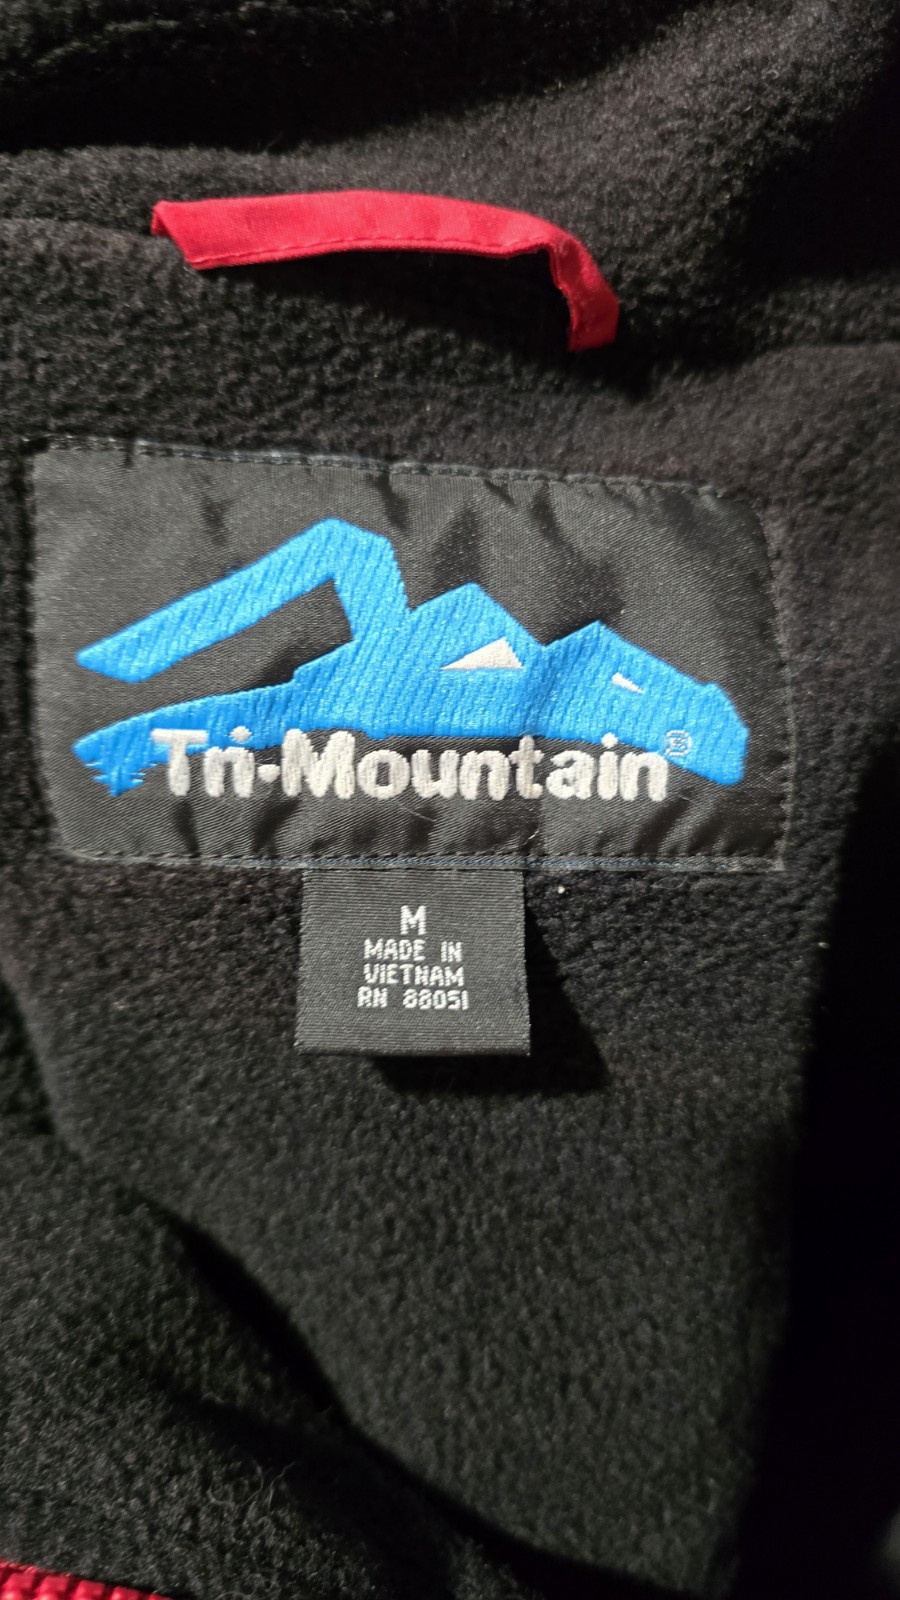 Tri-Mountain®
M
MADE IN
VIETNAM
RN 88051